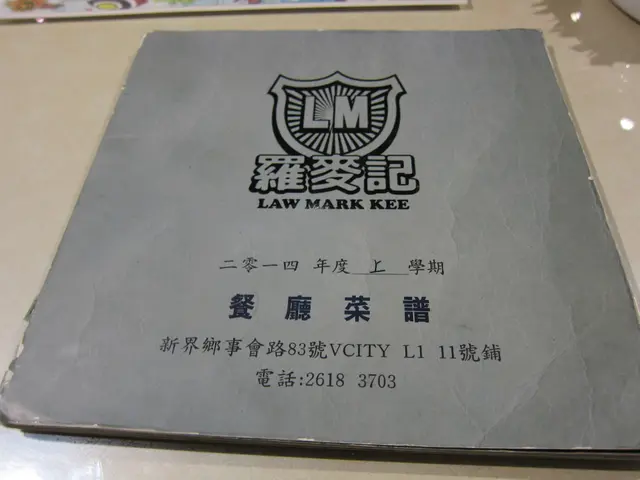 LM
羅麥記
LAW MARK KEE
二零一四 年度 上 學期
餐廳菜譜
新界鄉事會路83號VCITY L1 11號鋪
電話:2618 3703